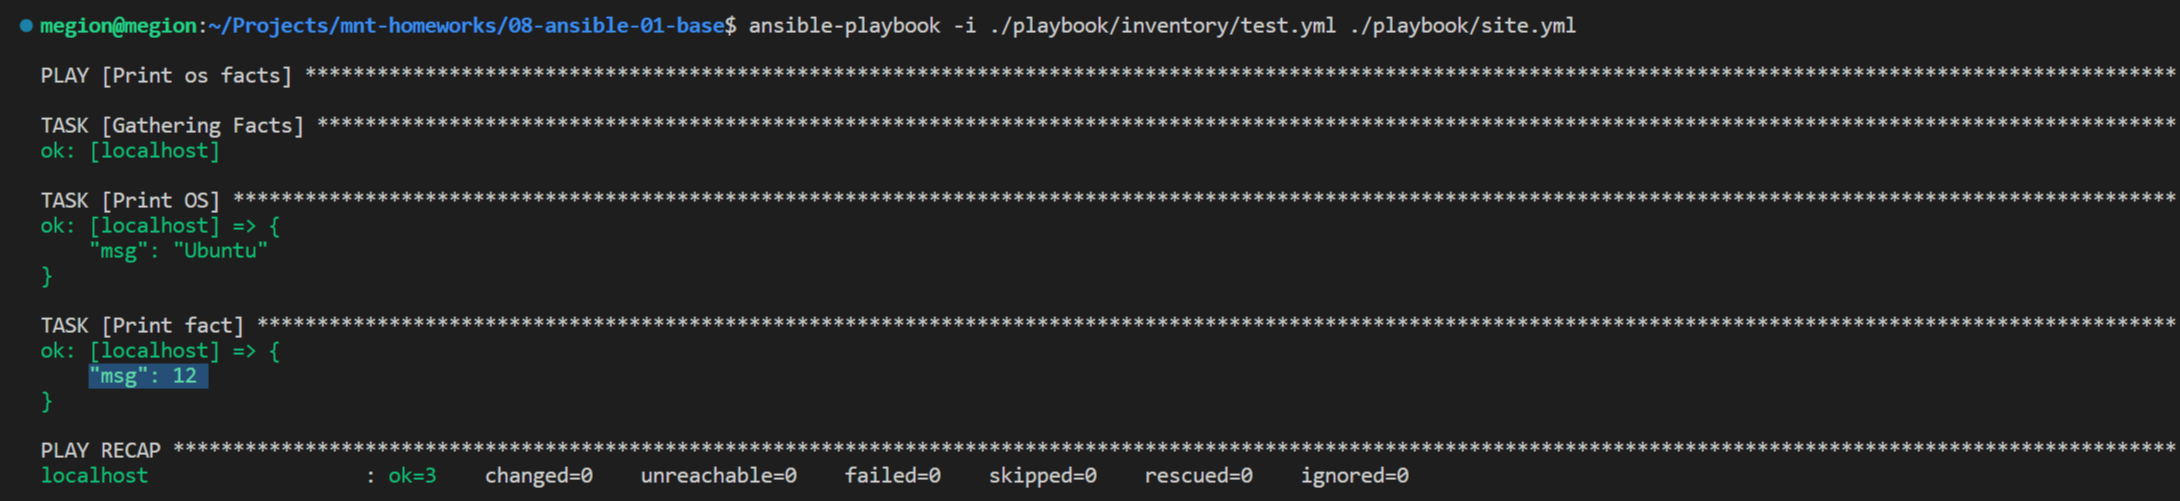 megion@megion:~/Projects/mnt-homeworks/08-ansible-01-base$ ansible-playbook -i ./playbook/inventory/test.yml ./playbook/site.yml
PLAY [Print os facts] ************************************************************************************************************************************************************
TASK [Gathering Facts] ***********************************************************************************************************************************************************
ok: [localhost]
TASK [Print OS] ******************************************************************************************************************************************************************
ok: [localhost] => {
    "msg": "Ubuntu"
}
TASK [Print fact] ****************************************************************************************************************************************************************
ok: [localhost] => {
    "msg": 12
}
PLAY RECAP ***********************************************************************************************************************************************************************
localhost                  : ok=3    changed=0    unreachable=0    failed=0    skipped=0    rescued=0    ignored=0